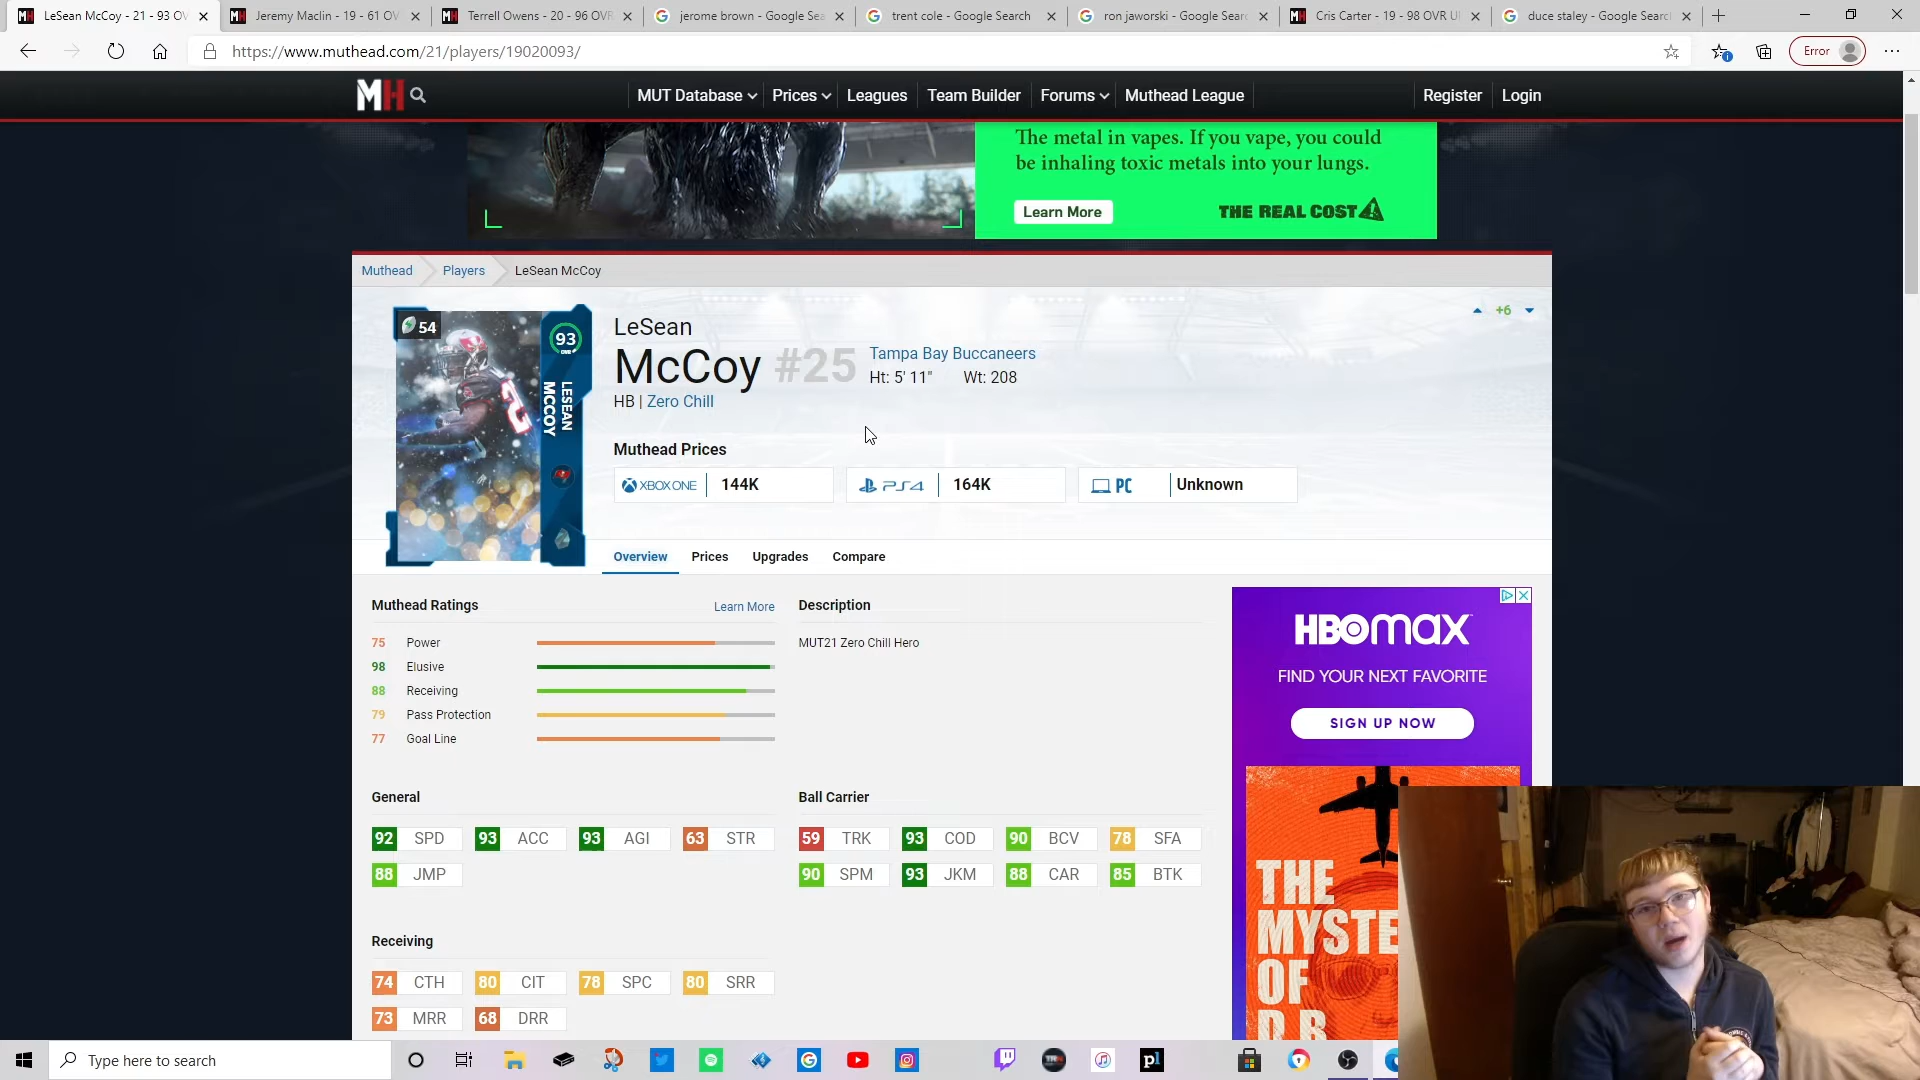 LeSean McCoy - 21 - 93 OV
Jeremy Maclin - 19 - 61 OV
Terrell Owens - 20 - 96 OVR
jerome brown - Google Sea
trent cole - Google Search
ron jaworski - Google Searc
Cris Carter - 19 - 98 OVR Ul
duce staley - Google Search
https://www.muthead.com/21/players/19020093/
Error
MH
MUT Database
Prices
Leagues
Team Builder
Forums
Muthead League
Register
Login
The metal in vapes. If you vape, you could
be inhaling toxic metals into your lungs.
Learn More
THE REAL COST
Muthead
Players
LeSean McCoy
54
93
OVR
LESEAN
MCCOY
LeSean
McCoy #25
Tampa Bay Buccaneers
Ht: 5' 11" Wt: 208
HB | Zero Chill
+6
Muthead Prices
XBOX ONE 144K
PS4 164K
PC Unknown
Overview
Prices
Upgrades
Compare
Muthead Ratings
Learn More
75 Power
98 Elusive
88 Receiving
79 Pass Protection
77 Goal Line
Description
MUT21 Zero Chill Hero
HBOmax
FIND YOUR NEXT FAVORITE
SIGN UP NOW
THE
MYSTE
OF
D.B.
General
92 SPD 93 ACC 93 AGI 63 STR
88 JMP
Ball Carrier
59 TRK 93 COD 90 BCV 78 SFA
90 SPM 93 JKM 88 CAR 85 BTK
Receiving
74 CTH 80 CIT 78 SPC 80 SRR
73 MRR 68 DRR
Type here to search